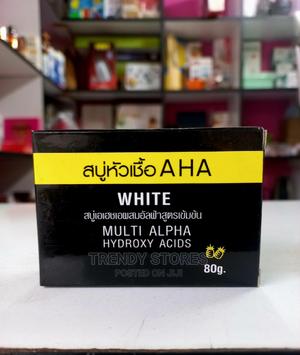 สบู่หัวเชื้อ AHA
WHITE
สบู่เอเฮชเอผสมอัลฟ่าสูตรเข้มข้น
MULTI ALPHA
HYDROXY ACIDS
TRENDY STORES
POSTED ON JIJI
80g.